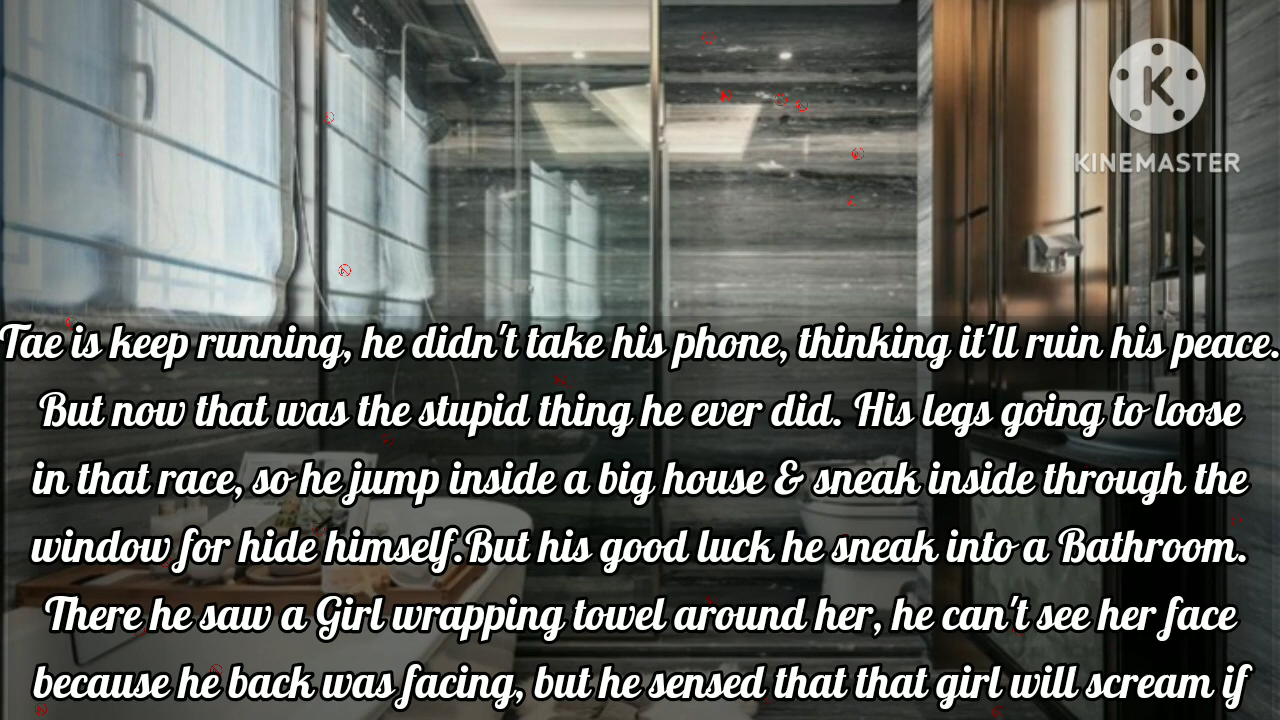 KINEMASTER
Tae is keep running, he didn't take his phone, thinking it'll ruin his peace.
But now that was the stupid thing he ever did. His legs going to loose
in that race, so he jump inside a big house & sneak inside through the
window for hide himself.But his good luck he sneak into a Bathroom.
There he saw a Girl wrapping towel around her, he can't see her face
because he back was facing, but he sensed that that girl will scream if